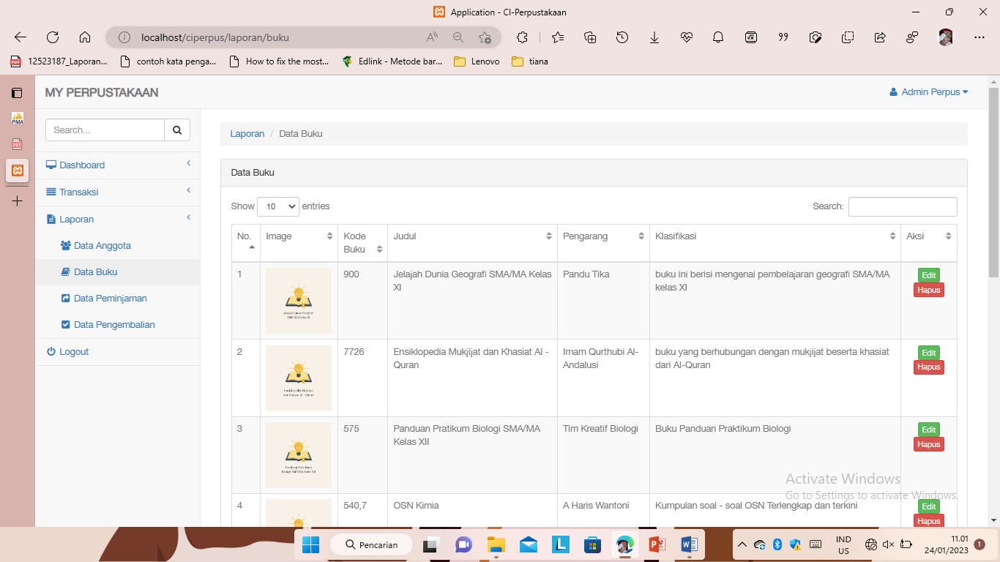 Application - CI-Perpustakaan
localhost/ciperpus/laporan/buku
12523187_Laporan...
contoh kata penga...
How to fix the most...
Edlink - Metode bar...
Lenovo
tiana
MY PERPUSTAKAAN
Admin Perpus
Search...
Dashboard
Transaksi
Laporan
Data Anggota
Data Buku
Data Peminjaman
Data Pengembalian
Logout
Laporan / Data Buku
Data Buku
Show 10 entries
Search:
No. Image Kode Buku Judul Pengarang Klasifikasi Aksi
1 900 Jelajah Dunia Geografi SMA/MA Kelas Pandu Tika buku ini berisi mengenai pembelajaran geografi SMA/MA Edit
XI kelas XI Hapus
Jelajah Dunia Geografi
SMA/MA Kelas XI
2 7726 Ensiklopedia Mukjijat dan Khasiat Al - Imam Qurthubi Al- buku yang berhubungan dengan mukjijat beserta khasiat Edit
Quran Andalusi dari Al-Quran Hapus
3 575 Panduan Pratikum Biologi SMA/MA Tim Kreatif Biologi Buku Panduan Praktikum Biologi Edit
Kelas XII Hapus
4 540,7 OSN Kimia A Haris Wantoni Kumpulan soal - soal OSN Terlengkap dan terkini Edit
Hapus
Activate Windows
Go to Settings to activate Windows.
Pencarian
IND
US
11.01
24/01/2023
1
PMA
PDF